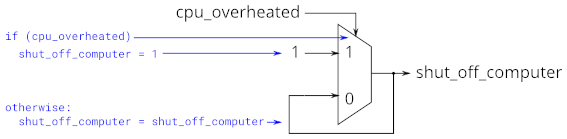 cpu_overheated
if (cpu_overheated)
shut_off_computer = 1
1
1
shut_off_computer
0
otherwise:
shut_off_computer = shut_off_computer